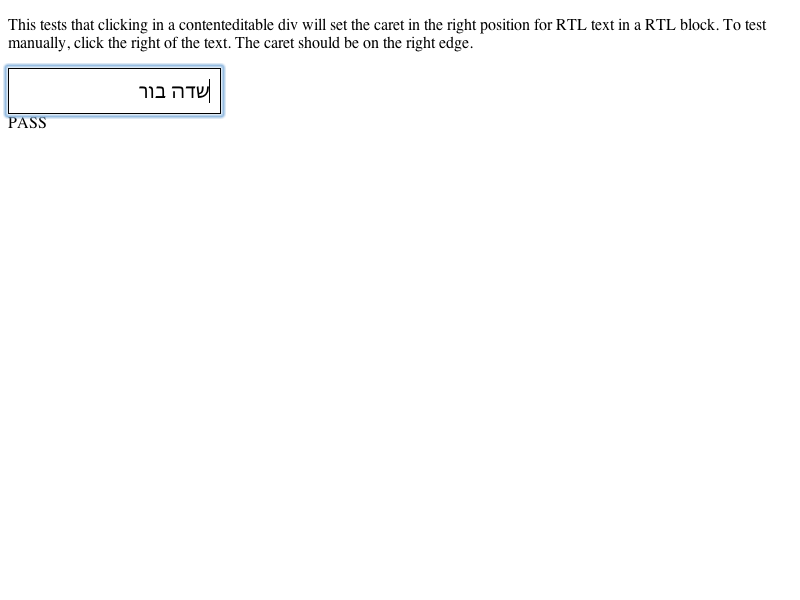 This tests that clicking in a contenteditable div will set the caret in the right position for RTL text in a RTL block. To test
manually, click the right of the text. The caret should be on the right edge.
שדה בור
PASS